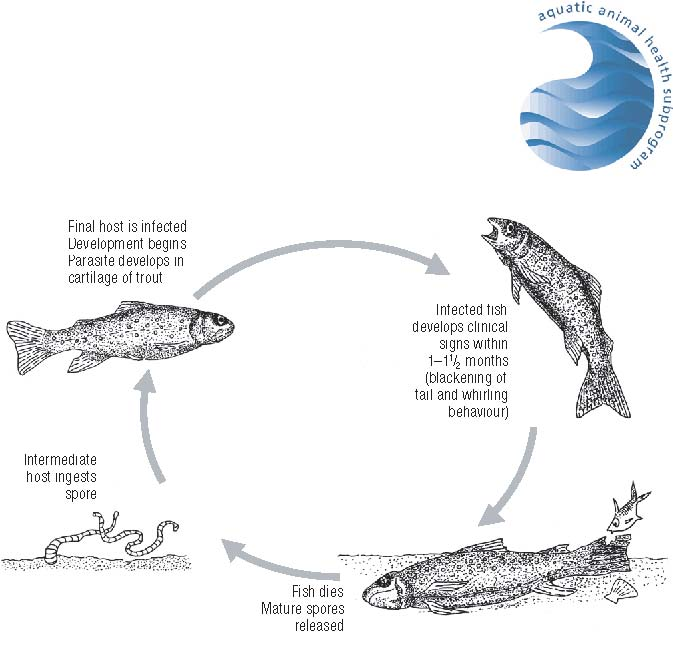 aquatic animal health subprogram
Final host is infected
Development begins
Parasite develops in
cartilage of trout
Infected fish
develops clinical
signs within
1–1½ months
(blackening of
tail and whirling
behaviour)
Intermediate
host ingests
spore
Fish dies
Mature spores
released